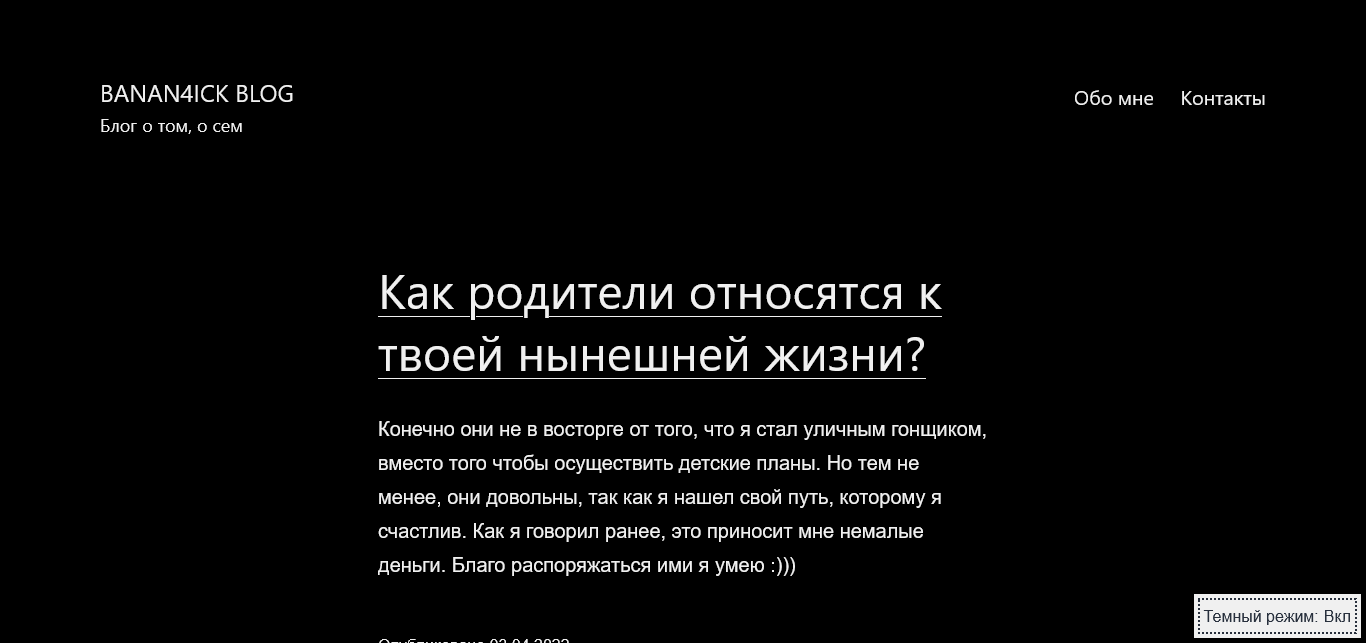 BANAN4ICK BLOG
Блог о том, о сем
Обо мне
Контакты
Как родители относятся к
твоей нынешней жизни?
Конечно они не в восторге от того, что я стал уличным гонщиком,
вместо того чтобы осуществить детские планы. Но тем не
менее, они довольны, так как я нашел свой путь, которому я
счастлив. Как я говорил ранее, это приносит мне немалые
деньги. Благо распоряжаться ими я умею :)))
Темный режим: Вкл
Опубликовано